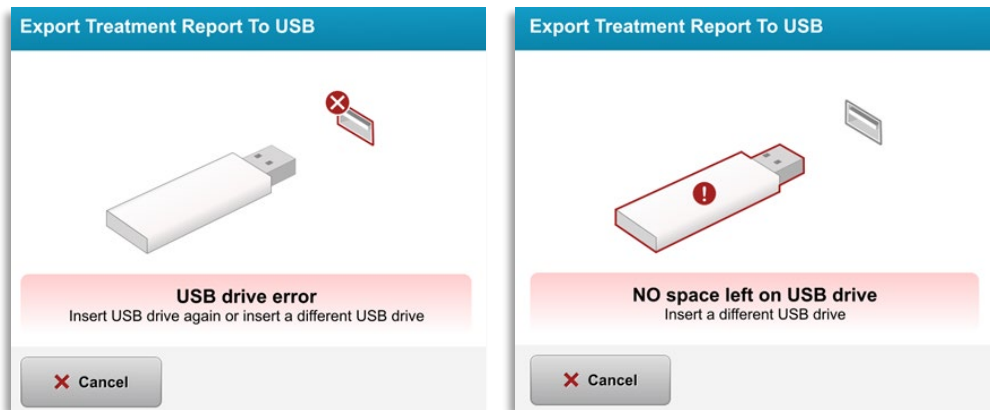 Export Treatment Report To USB
USB drive error
Insert USB drive again or insert a different USB drive
Cancel
Export Treatment Report To USB
NO space left on USB drive
Insert a different USB drive
Cancel